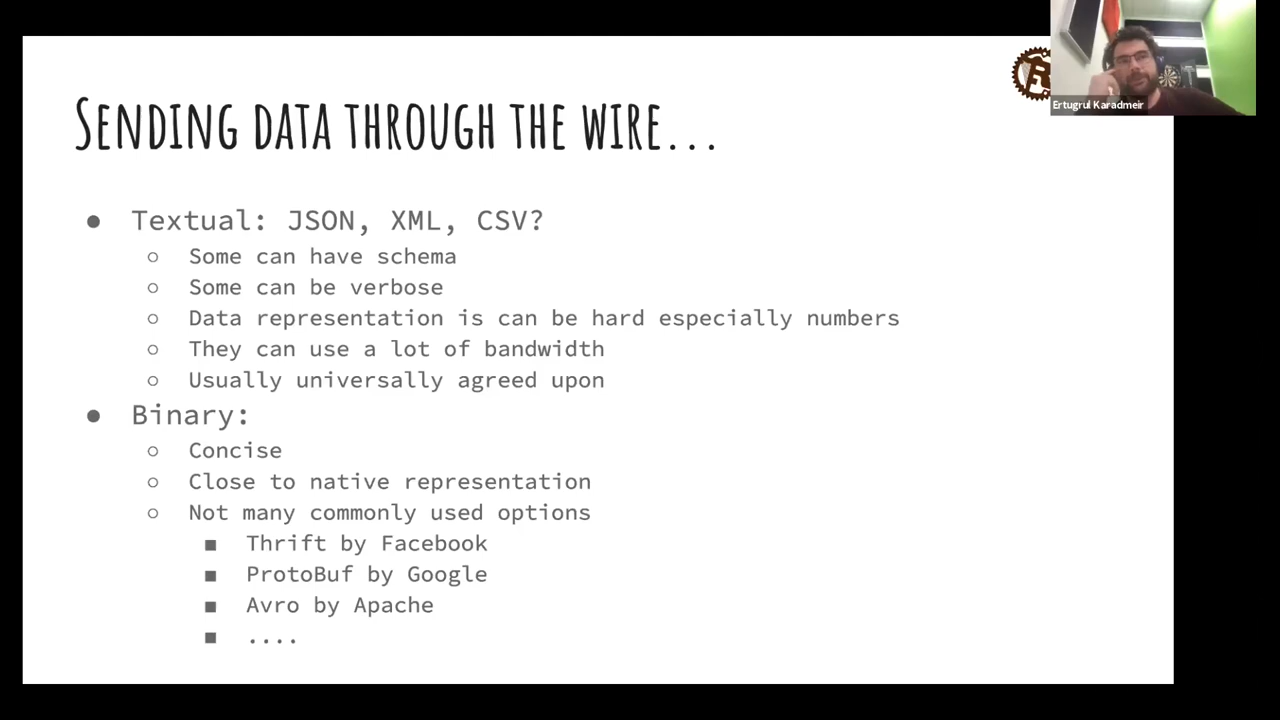 Sending data through the wire...
Ertugrul Karadmeir
● Textual: JSON, XML, CSV?
○ Some can have schema
○ Some can be verbose
○ Data representation is can be hard especially numbers
○ They can use a lot of bandwidth
○ Usually universally agreed upon
● Binary:
○ Concise
○ Close to native representation
○ Not many commonly used options
■ Thrift by Facebook
■ ProtoBuf by Google
■ Avro by Apache
■ ....